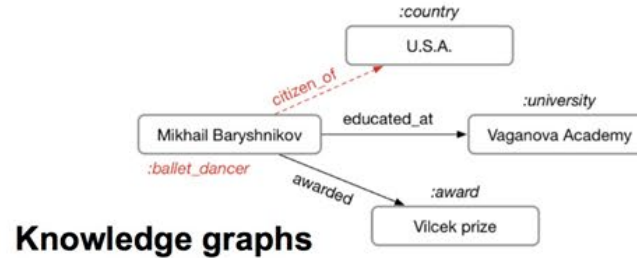 :country
U.S.A.
citizen_of
:university
educated_at
Mikhail Baryshnikov
Vaganova Academy
:ballet_dancer
awarded
:award
Vilcek prize
Knowledge graphs